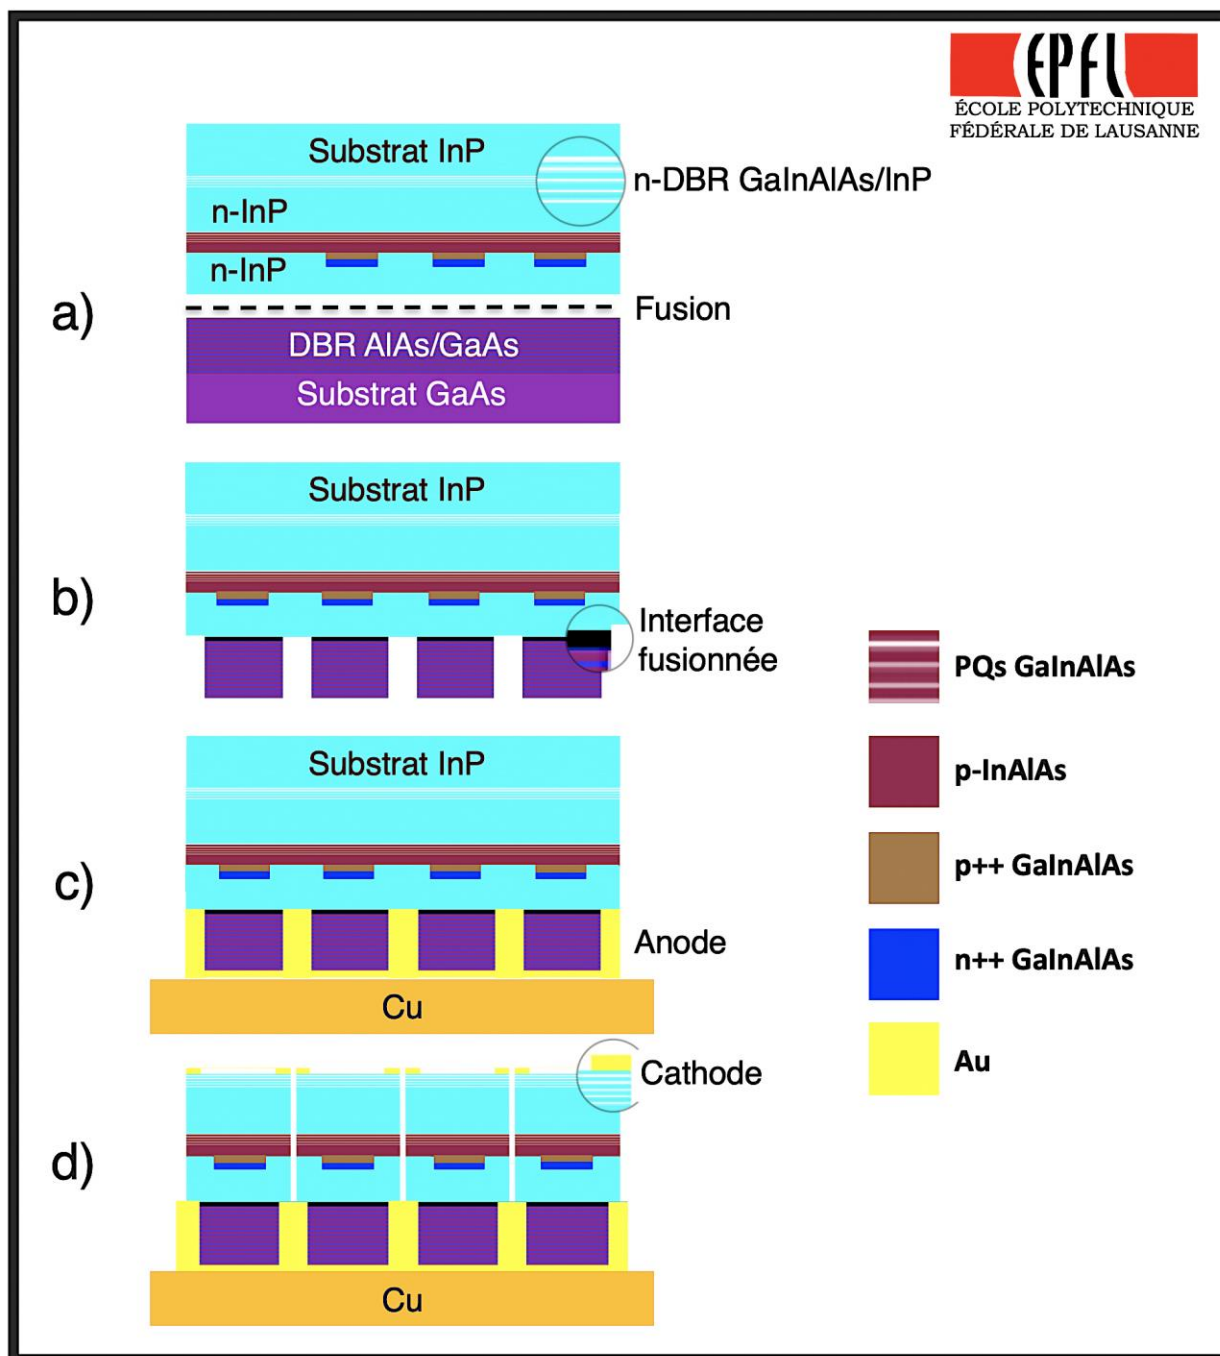 EPFL
ÉCOLE POLYTECHNIQUE
FÉDÉRALE DE LAUSANNE
a)
Substrat InP
n-DBR GaInAlAs/InP
n-InP
n-InP
Fusion
DBR AlAs/GaAs
Substrat GaAs
b)
Substrat InP
Interface
fusionnée
c)
Substrat InP
Anode
Cu
d)
Cathode
Cu
PQs GaInAlAs
p-InAlAs
p++ GaInAlAs
n++ GaInAlAs
Au